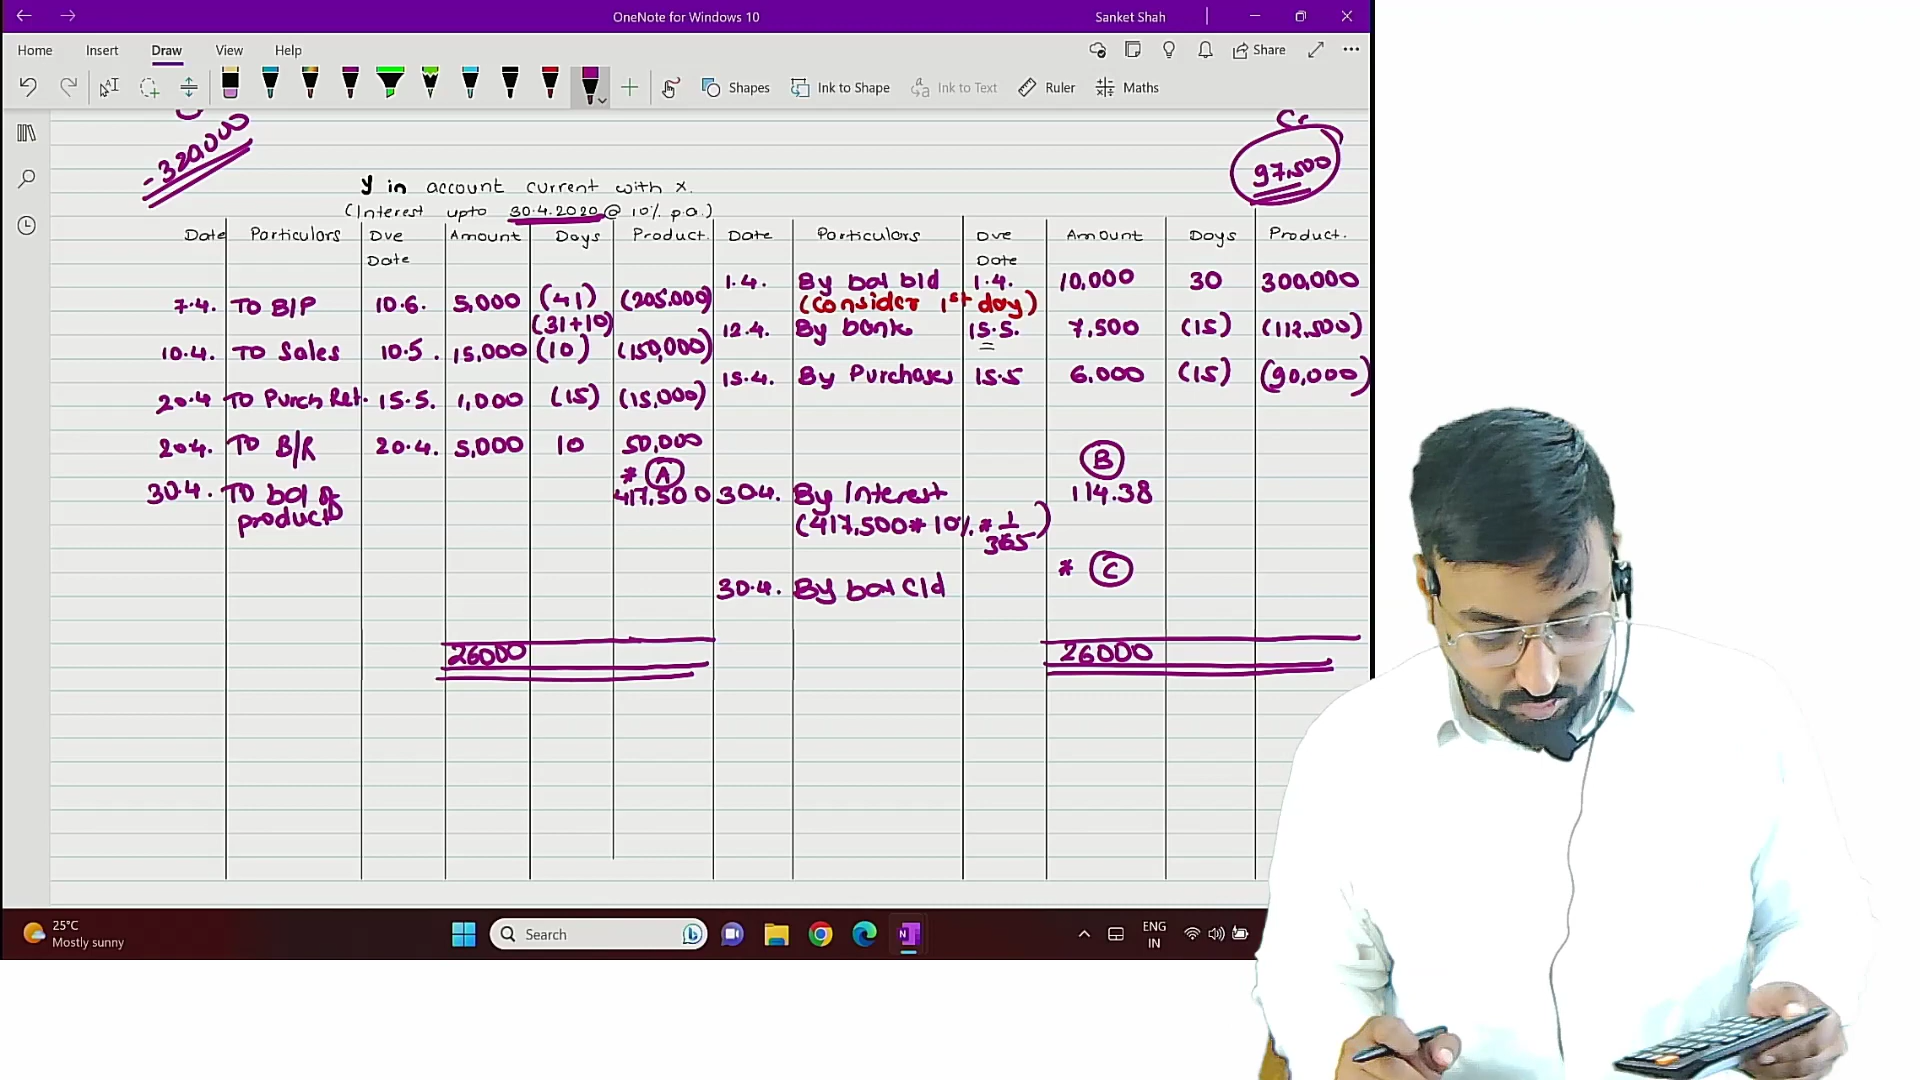 OneNote for Windows 10
Sanket Shah
Home Insert Draw View Help
Share
Shapes Ink to Shape Ink to Text Ruler Maths
-320,000
Cr
97,500
Y in account current with x.
(Interest upto 30.4.2020 @ 10% p.a.)
Date Particulars Due Date Amount Days Product. Date Particulars Due Date Amount Days Product.
1.4. By bal b/d 1.4. 10,000 30 300,000
(consider 1st day)
7.4. TO B/P 10.6. 5,000 (41) (205,000)
(31+10)
12.4. By bank 15.5. 7,500 (15) (112,500)
10.4. TO Sales 10.5. 15,000 (10) (150,000)
15.4. By Purchases 15.5 6,000 (15) (90,000)
20.4 TO Purch Ret. 15.5. 1,000 (15) (15,000)
20.4. TO B/R 20.4. 5,000 10 50,000
* A
B
30.4. TO bal of product 417,500
30.4. By Interest 114.38
(417,500 * 10% * 1/365)
* C
30.4. By bal C/d
26000
26000
25°C
Mostly sunny
Search
ENG
IN